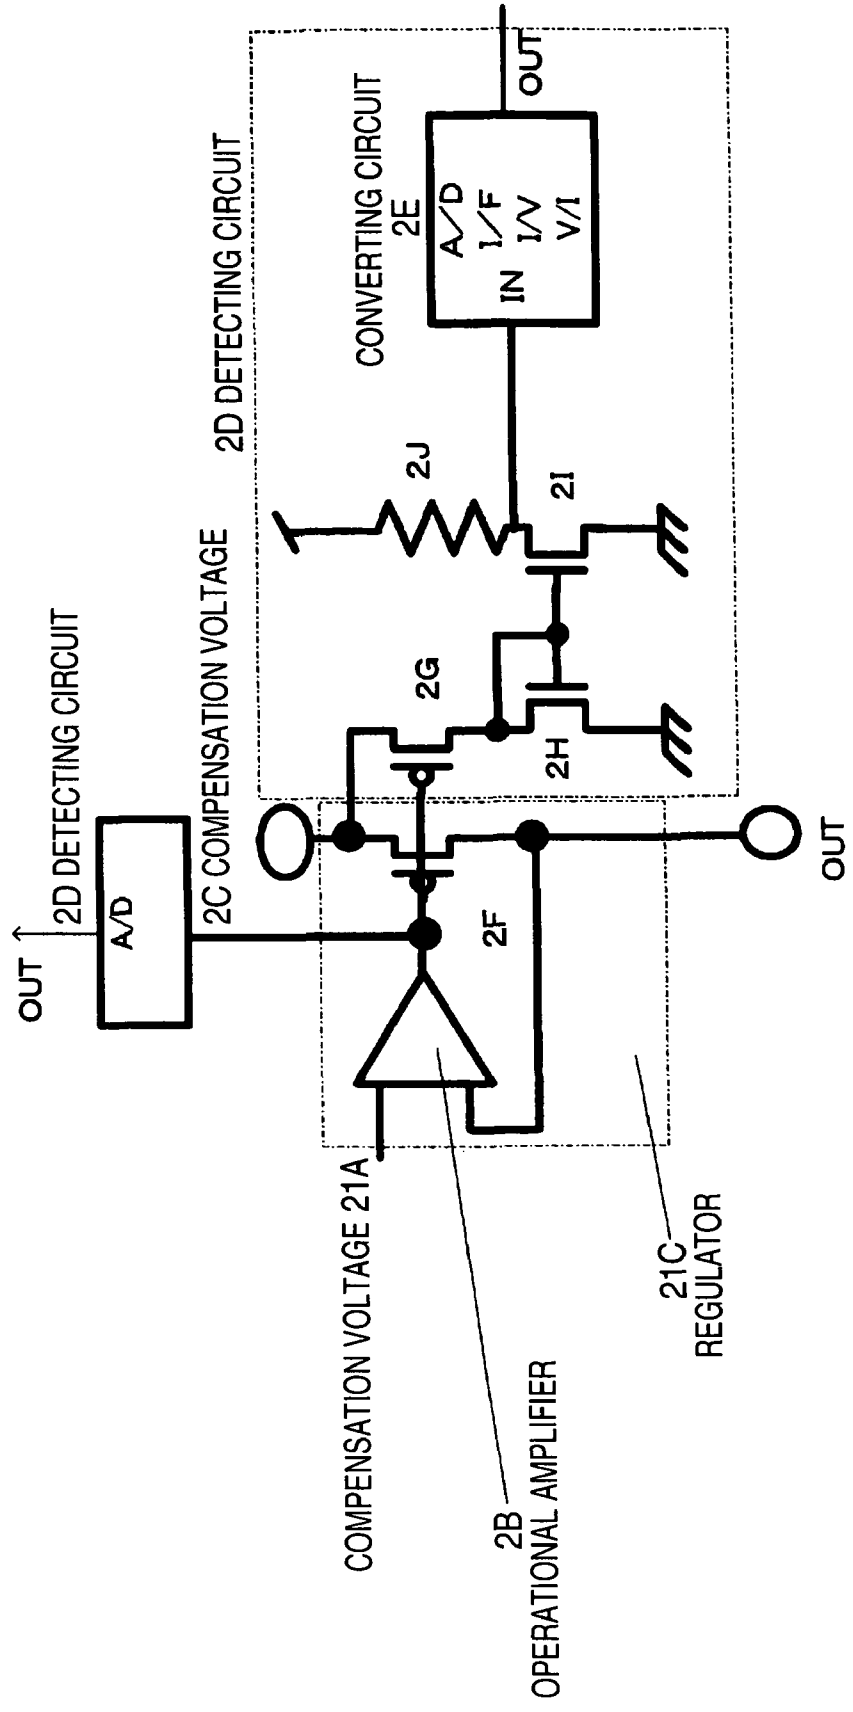 OUT
2D DETECTING CIRCUIT
A/D
2C COMPENSATION VOLTAGE
2D DETECTING CIRCUIT
CONVERTING CIRCUIT
2E
A/D
I/F
I/V
V/I
IN
OUT
2J
2G
2I
2H
2F
COMPENSATION VOLTAGE 21A
OUT
2B
OPERATIONAL AMPLIFIER
21C
REGULATOR